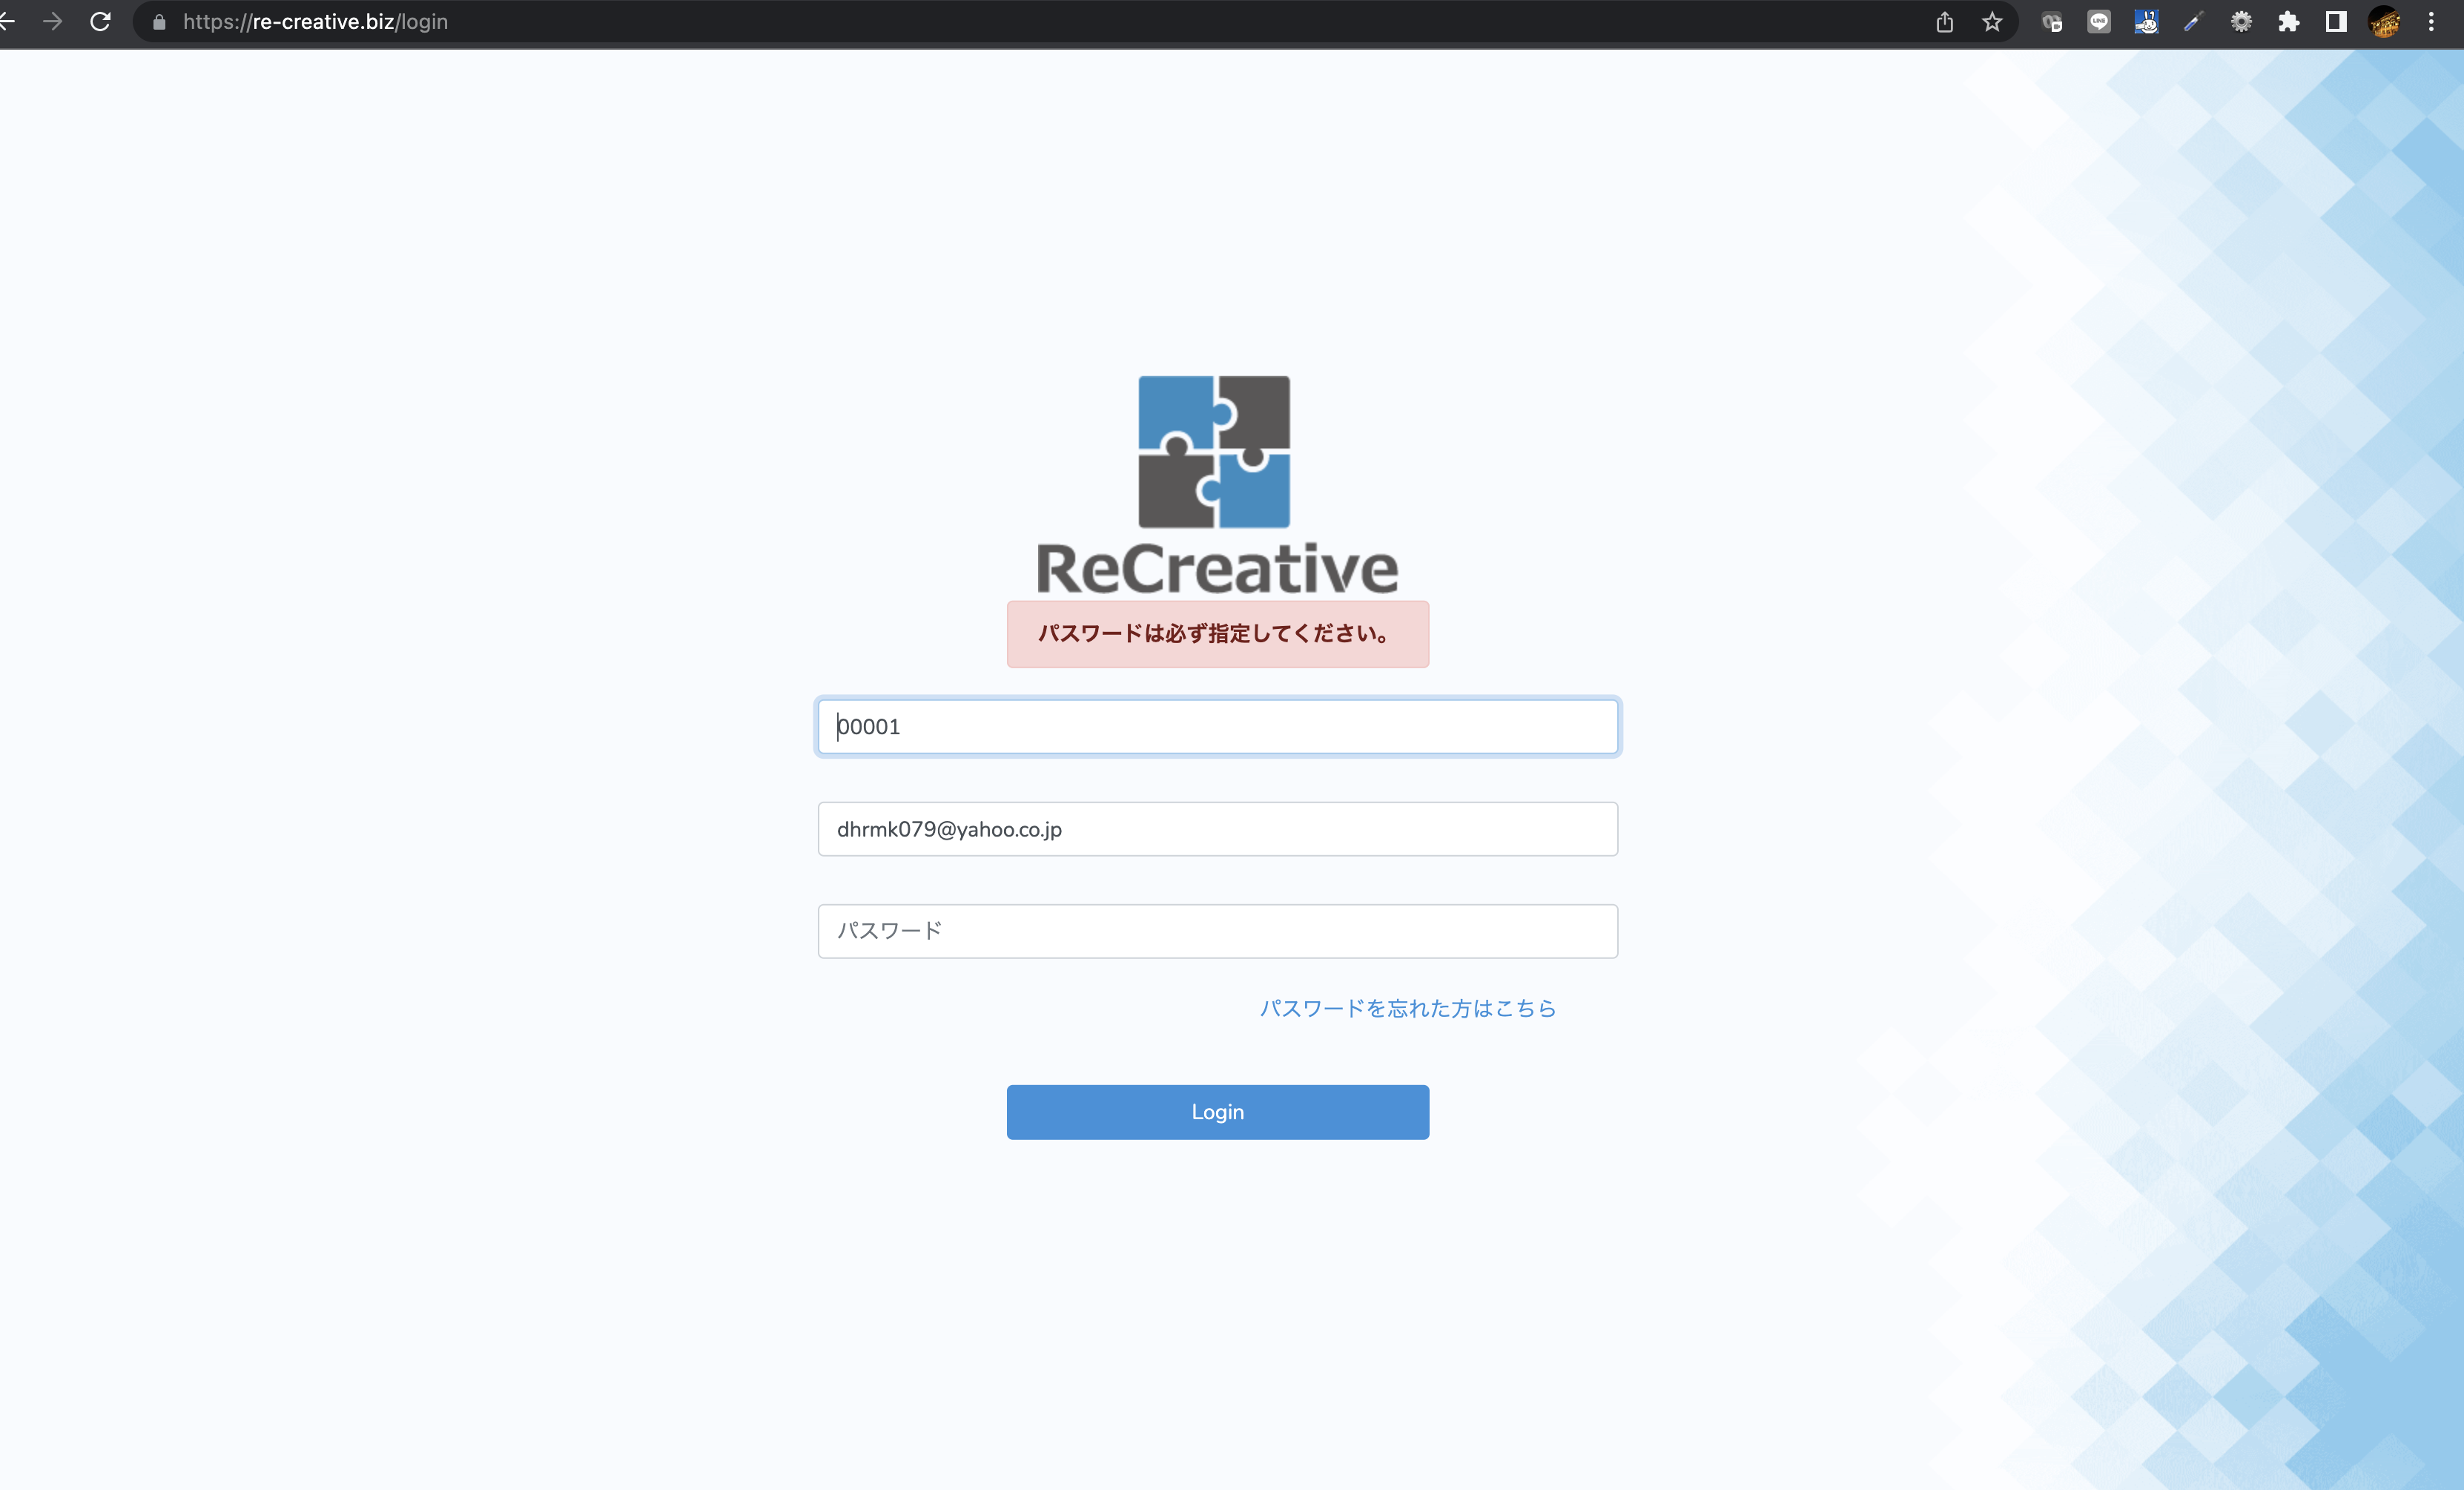 https://re-creative.biz/login
ReCreative
パスワードは必ず指定してください。
00001
dhrmk079@yahoo.co.jp
パスワード
パスワードを忘れた方はこちら
Login